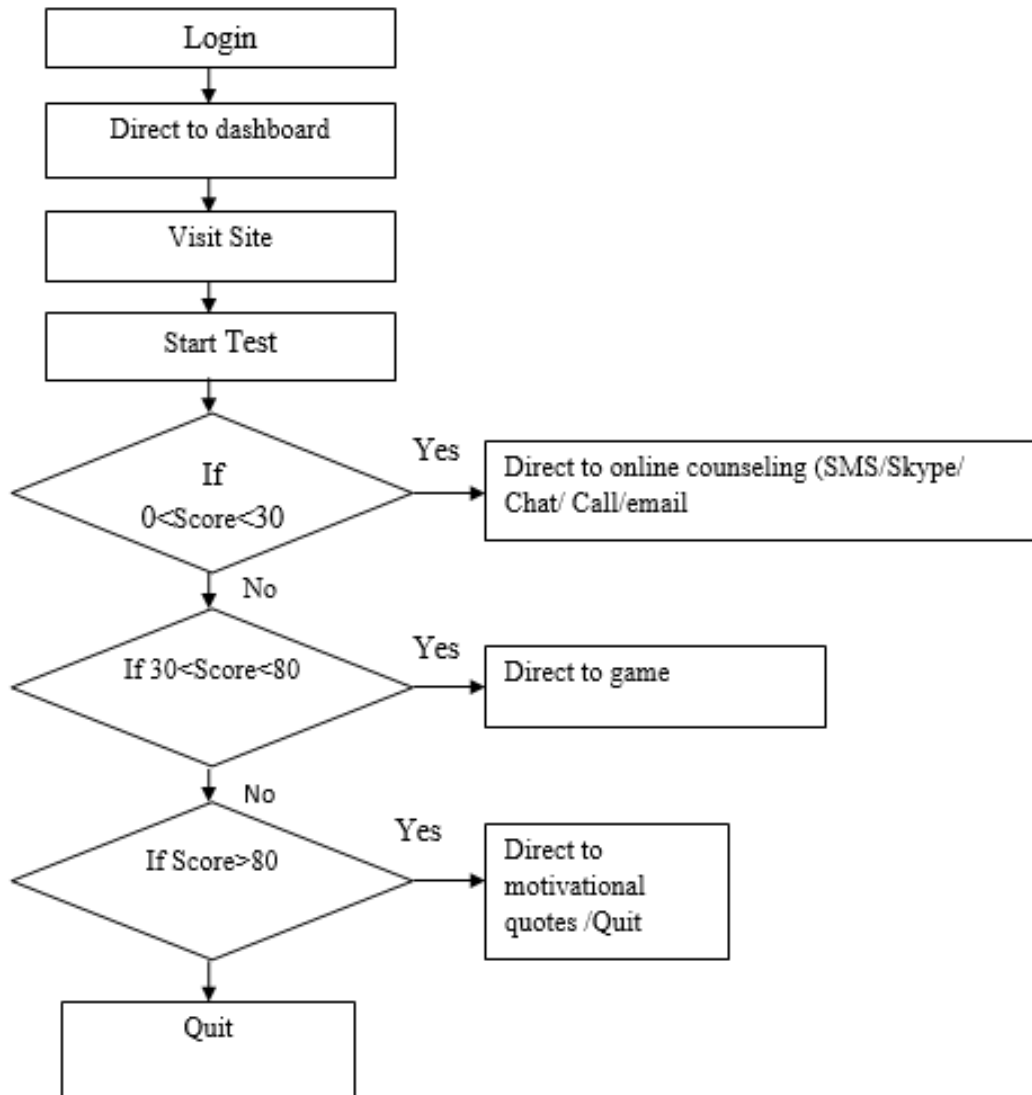 Login
Direct to dashboard
Visit Site
Start Test
If
0<Score<30
Yes
Direct to online counseling (SMS/Skype/
Chat/ Call/email
No
If 30<Score<80
Yes
Direct to game
No
If Score>80
Yes
Direct to
motivational
quotes /Quit
Quit